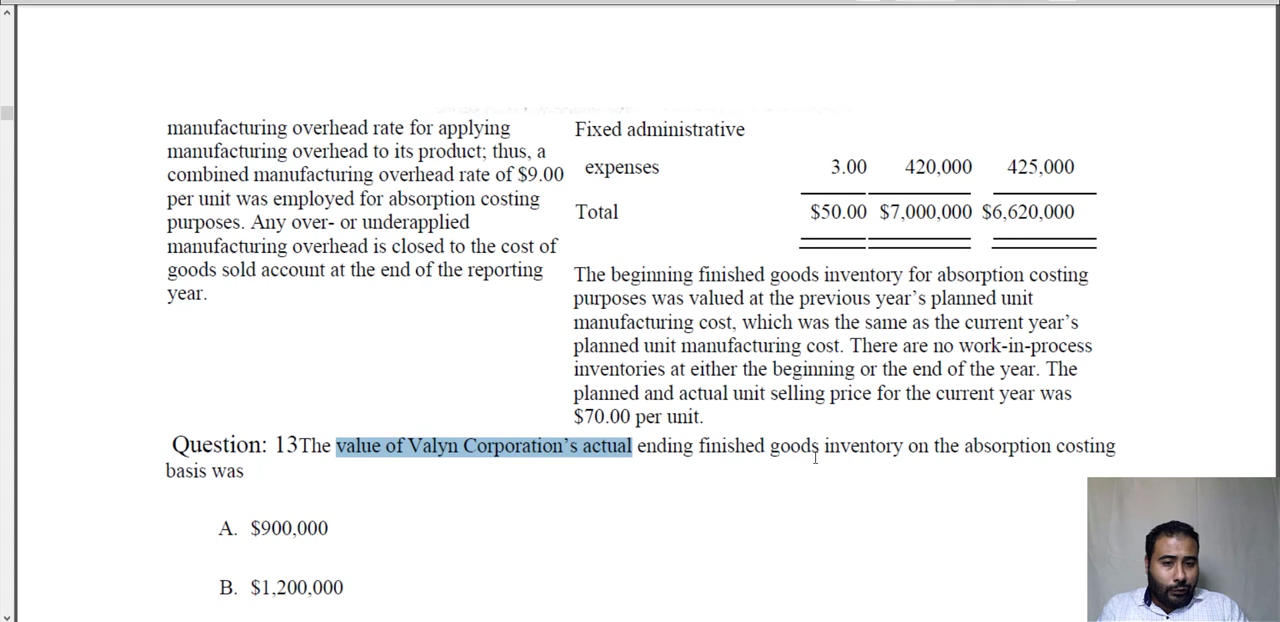 manufacturing overhead rate for applying
manufacturing overhead to its product; thus, a
combined manufacturing overhead rate of $9.00
per unit was employed for absorption costing
purposes. Any over- or underapplied
manufacturing overhead is closed to the cost of
goods sold account at the end of the reporting
year.
Fixed administrative
expenses 3.00 420,000 425,000
Total $50.00 $7,000,000 $6,620,000
The beginning finished goods inventory for absorption costing
purposes was valued at the previous year’s planned unit
manufacturing cost, which was the same as the current year’s
planned unit manufacturing cost. There are no work-in-process
inventories at either the beginning or the end of the year. The
planned and actual unit selling price for the current year was
$70.00 per unit.
Question: 13The value of Valyn Corporation’s actual ending finished goods inventory on the absorption costing
basis was
A. $900,000
B. $1,200,000